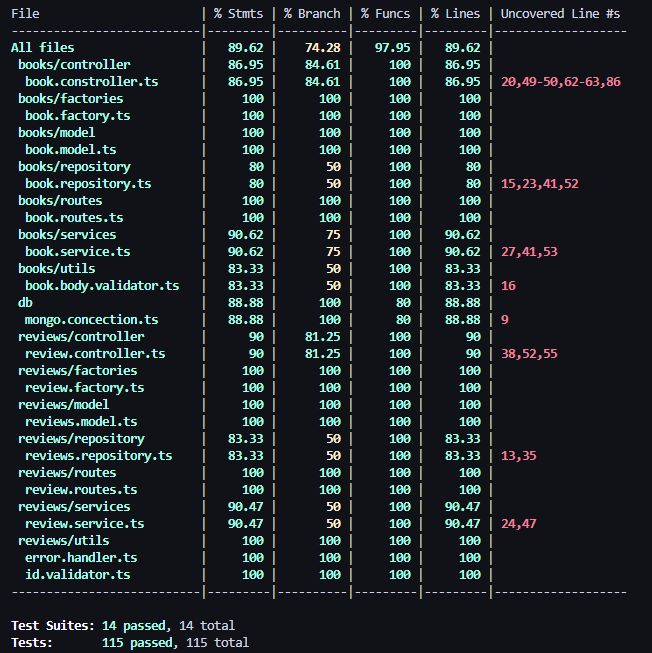 File | % Stmts | % Branch | % Funcs | % Lines | Uncovered Line #s
---------------------------|---------|----------|---------|---------|-------------------
All files | 89.62 | 74.28 | 97.95 | 89.62 |
books/controller | 86.95 | 84.61 | 100 | 86.95 |
book.constroller.ts | 86.95 | 84.61 | 100 | 86.95 | 20,49-50,62-63,86
books/factories | 100 | 100 | 100 | 100 |
book.factory.ts | 100 | 100 | 100 | 100 |
books/model | 100 | 100 | 100 | 100 |
book.model.ts | 100 | 100 | 100 | 100 |
books/repository | 80 | 50 | 100 | 80 |
book.repository.ts | 80 | 50 | 100 | 80 | 15,23,41,52
books/routes | 100 | 100 | 100 | 100 |
book.routes.ts | 100 | 100 | 100 | 100 |
books/services | 90.62 | 75 | 100 | 90.62 |
book.service.ts | 90.62 | 75 | 100 | 90.62 | 27,41,53
books/utils | 83.33 | 50 | 100 | 83.33 |
book.body.validator.ts | 83.33 | 50 | 100 | 83.33 | 16
db | 88.88 | 100 | 80 | 88.88 |
mongo.concection.ts | 88.88 | 100 | 80 | 88.88 | 9
reviews/controller | 90 | 81.25 | 100 | 90 |
review.controller.ts | 90 | 81.25 | 100 | 90 | 38,52,55
reviews/factories | 100 | 100 | 100 | 100 |
review.factory.ts | 100 | 100 | 100 | 100 |
reviews/model | 100 | 100 | 100 | 100 |
reviews.model.ts | 100 | 100 | 100 | 100 |
reviews/repository | 83.33 | 50 | 100 | 83.33 |
reviews.repository.ts | 83.33 | 50 | 100 | 83.33 | 13,35
reviews/routes | 100 | 100 | 100 | 100 |
review.routes.ts | 100 | 100 | 100 | 100 |
reviews/services | 90.47 | 50 | 100 | 90.47 |
review.service.ts | 90.47 | 50 | 100 | 90.47 | 24,47
reviews/utils | 100 | 100 | 100 | 100 |
error.handler.ts | 100 | 100 | 100 | 100 |
id.validator.ts | 100 | 100 | 100 | 100 |
---------------------------|---------|----------|---------|---------|-------------------
Test Suites: 14 passed, 14 total
Tests: 115 passed, 115 total